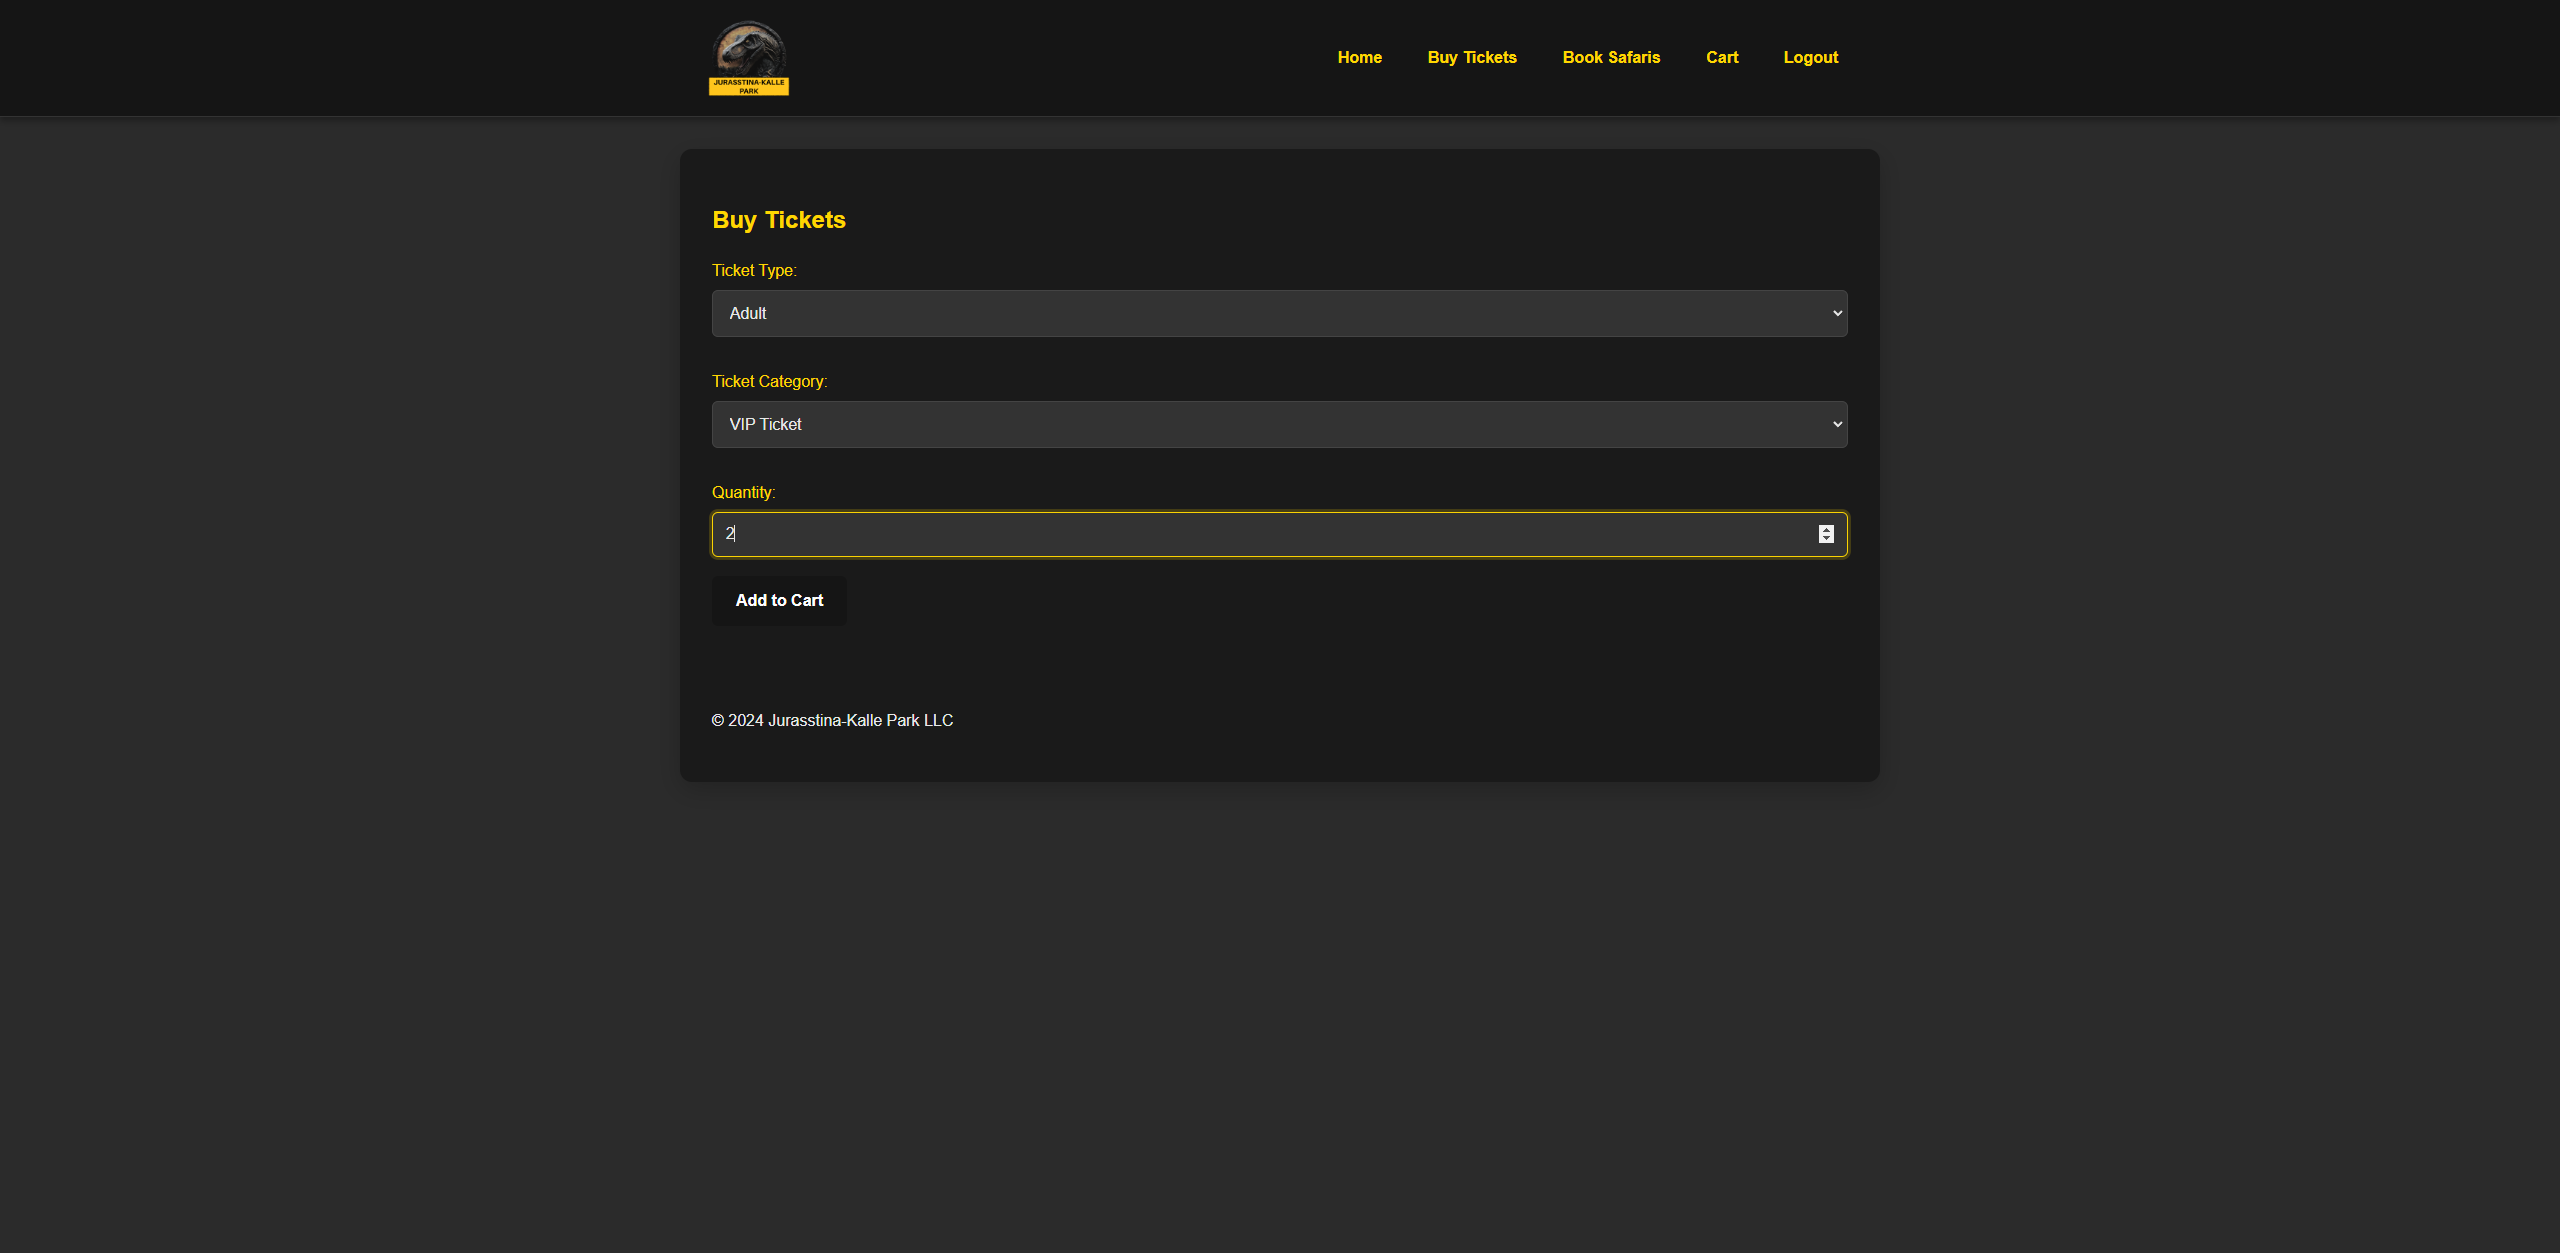 JURASSTINA-KALLE
PARK
Home Buy Tickets Book Safaris Cart Logout
Buy Tickets
Ticket Type:
Adult
Ticket Category:
VIP Ticket
Quantity:
2
Add to Cart
© 2024 Jurasstina-Kalle Park LLC